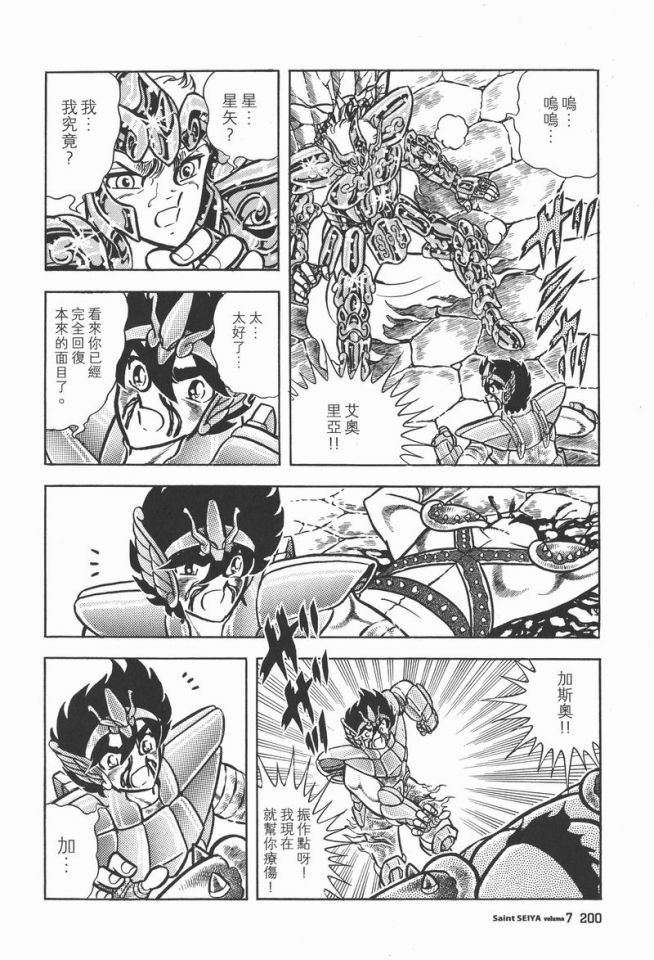 嗚…
嗚嗚…
艾奧
里亞!!
星…
星矢?
我…
我究竟?
太…
太好了…
看來你已經
完全回復
本來的面目了。
加斯奧!!
振作點呀!
我現在
就幫你療傷!
加…
Saint SEIYA volume 7 200